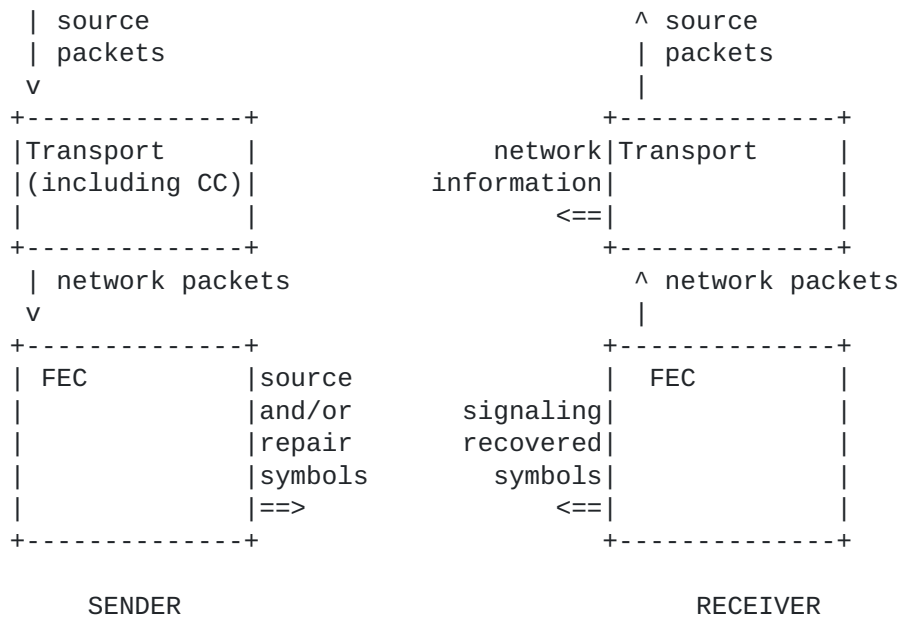 | source                                ^ source
 | packets                               | packets
 v                                       |
+--------------+                       +--------------+
|Transport     |                network|Transport     |
|(including CC)|            information|              |
|              |                    <==|              |
+--------------+                       +--------------+
 | network packets                       ^ network packets
 v                                       |
+--------------+                       +--------------+
| FEC          |source                 |  FEC         |
|              |and/or        signaling|              |
|              |repair        recovered|              |
|              |symbols         symbols|              |
|              |==>                 <==|              |
+--------------+                       +--------------+
     SENDER                                 RECEIVER